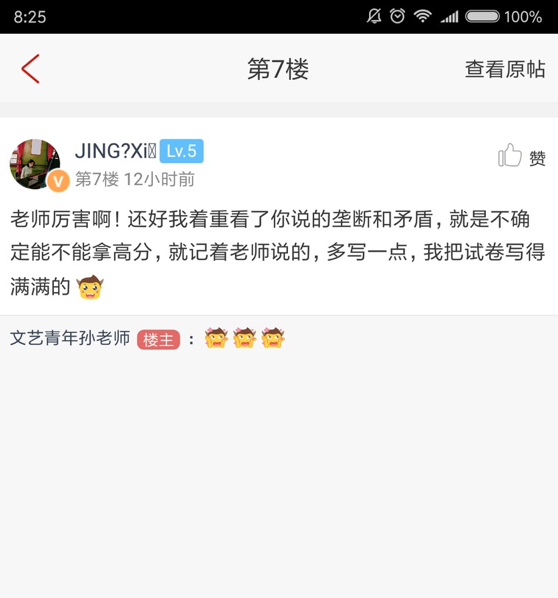 8:25 100%
第7楼 查看原帖
JING?Xi Lv.5
赞
第7楼 12小时前
老师厉害啊！还好我着重看了你说的垄断和矛盾，就是不确
定能不能拿高分，就记着老师说的，多写一点，我把试卷写得
满满的
文艺青年孙老师 楼主 ：